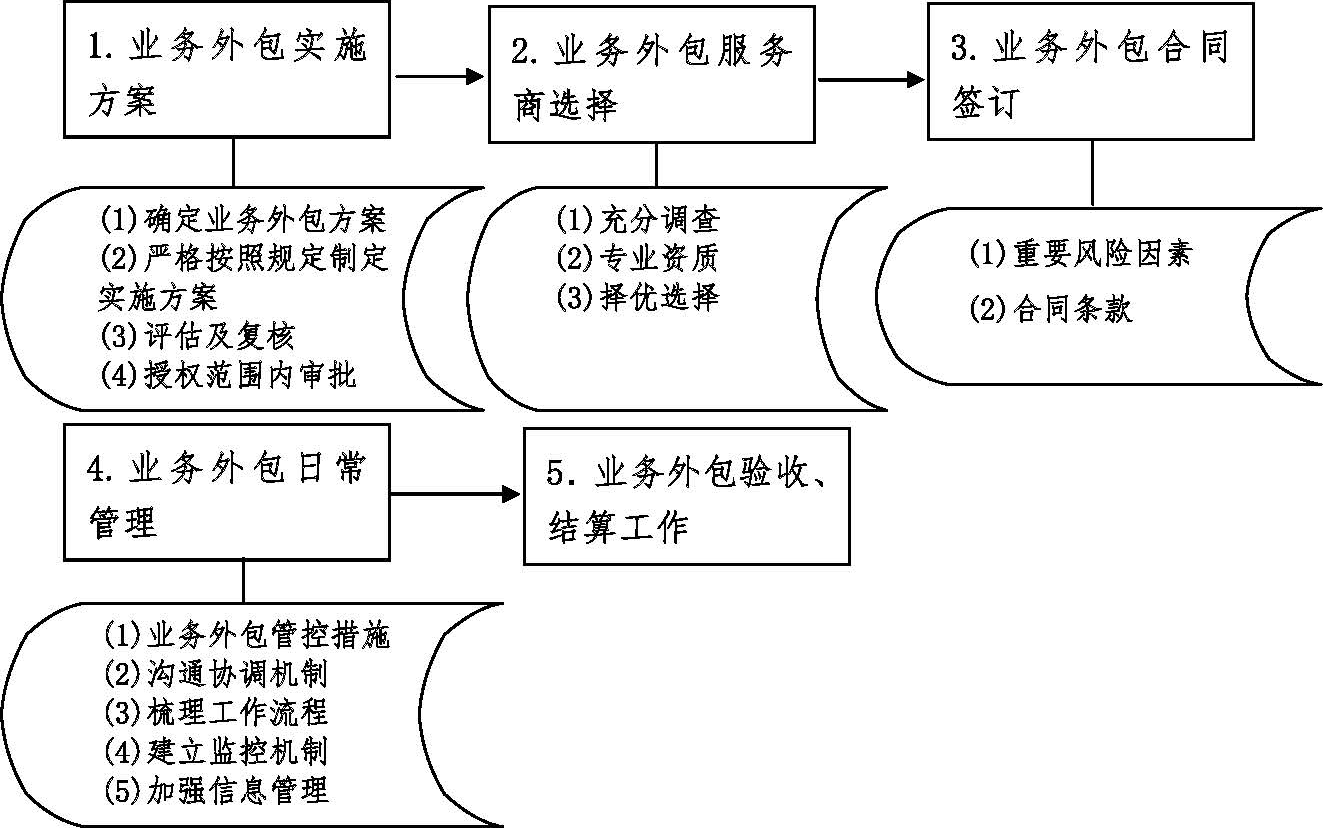 1. 业务外包实施
方案
2. 业务外包服务
商选择
3. 业务外包合同
签订
(1)确定业务外包方案
(2)严格按照规定制定
实施方案
(3)评估及复核
(4)授权范围内审批
(1)充分调查
(2)专业资质
(3)择优选择
(1)重要风险因素
(2)合同条款
4. 业务外包日常
管理
5. 业务外包验收、
结算工作
(1)业务外包管控措施
(2)沟通协调机制
(3)梳理工作流程
(4)建立监控机制
(5)加强信息管理